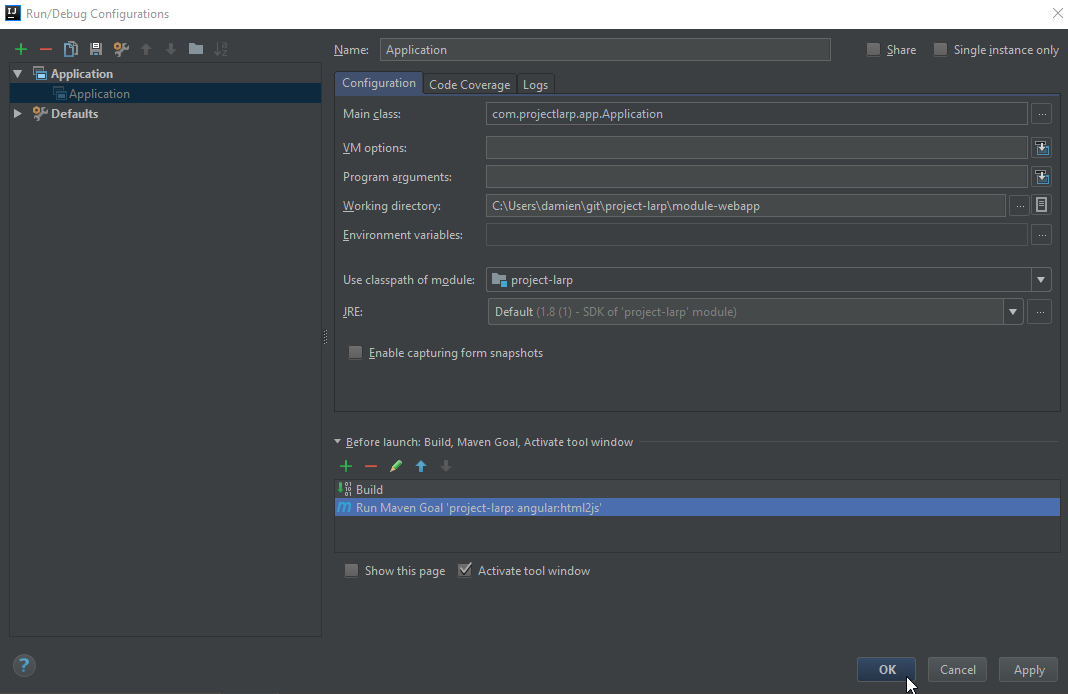 Run/Debug Configurations
Name: Application Share Single instance only
Application
Application
Defaults
Configuration Code Coverage Logs
Main class: com.projectlarp.app.Application ...
VM options:
Program arguments:
Working directory: C:\Users\damien\git\project-larp\module-webapp ...
Environment variables: ...
Use classpath of module: project-larp
JRE: Default (1.8 (1) - SDK of 'project-larp' module) ...
Enable capturing form snapshots
Before launch: Build, Maven Goal, Activate tool window
Build
Run Maven Goal 'project-larp: angular:html2js'
Show this page Activate tool window
? OK Cancel Apply